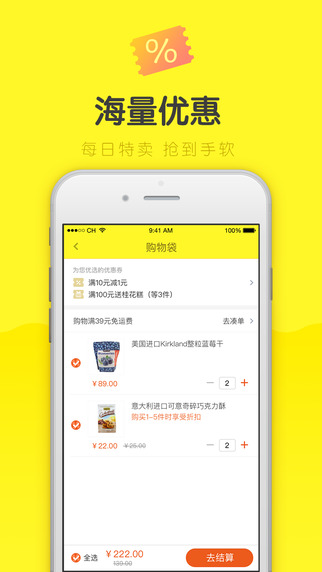 %
海量优惠
每日特卖 抢到手软
CH 9:41 AM 100%
购物袋
为您优选的优惠券
满10元减1元
满100元送桂花糕（等3件）
购物满39元免运费 去凑单
美国进口Kirkland整粒蓝莓干
￥89.00 — 2 +
意大利进口可意奇碎巧克力酥
购买1-5件时享受折扣
￥22.00 ￥25.00 — 2 +
全选 ￥222.00 去结算
139.00